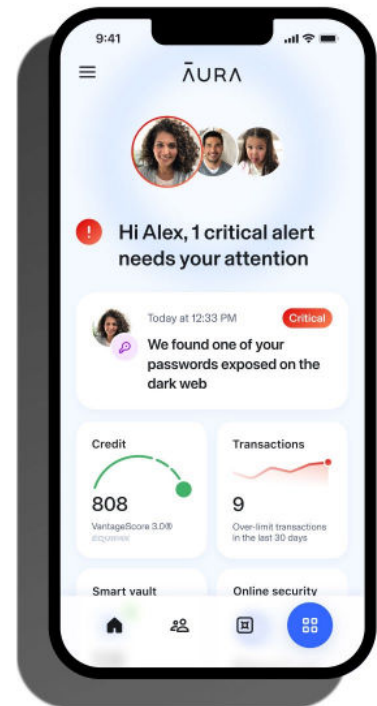 9:41
ĀURA
Hi Alex, 1 critical alert
needs your attention
Today at 12:33 PM
Critical
We found one of your
passwords exposed on the
dark web
Credit
808
VantageScore 3.0®
EQUIFAX
Transactions
9
Over-limit transactions
in the last 30 days
Smart vault
Online security